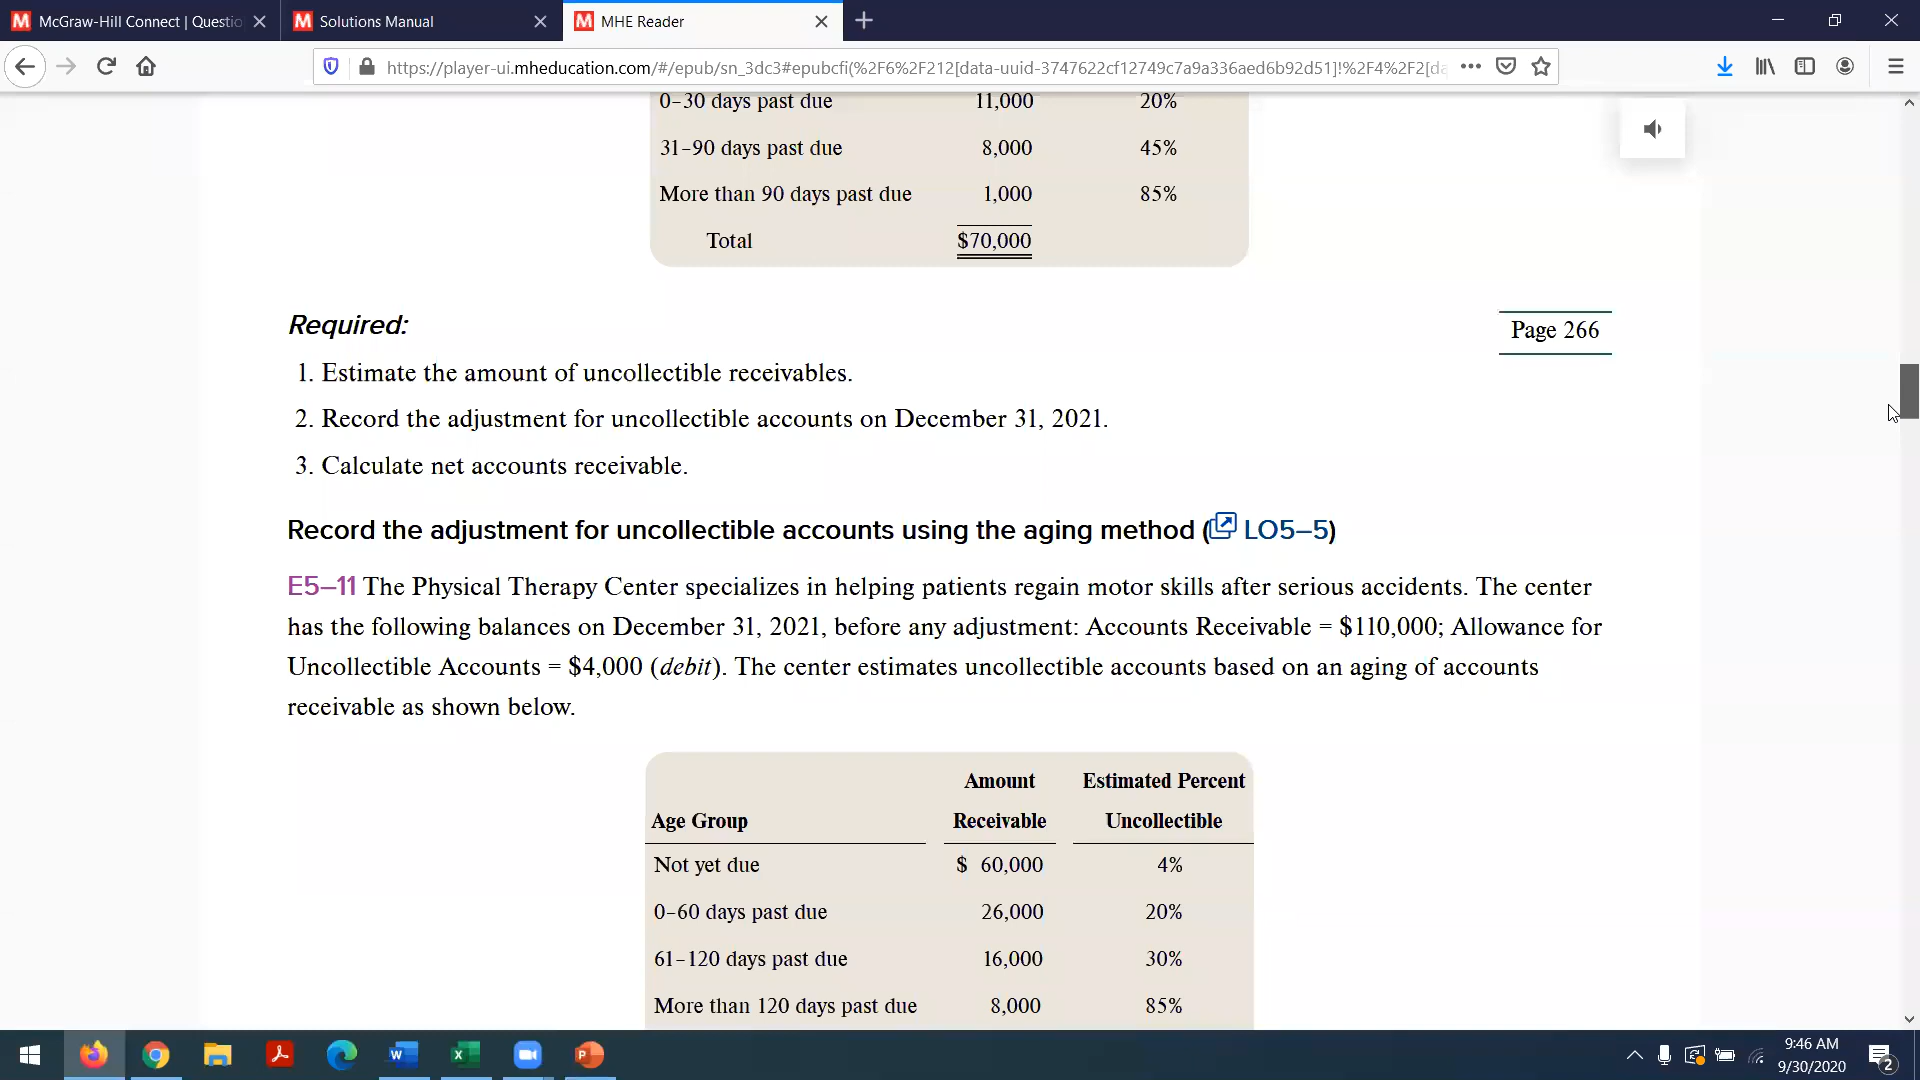 McGraw-Hill Connect | Questio
Solutions Manual
MHE Reader
https://player-ui.mheducation.com/#/epub/sn_3dc3#epubcfi(%2F6%2F212[data-uuid-3747622cf12749c7a9a336aed6b92d51]!%2F4%2F2[da
0–30 days past due 11,000 20%
31–90 days past due 8,000 45%
More than 90 days past due 1,000 85%
Total $70,000
Required:
Page 266
1. Estimate the amount of uncollectible receivables.
2. Record the adjustment for uncollectible accounts on December 31, 2021.
3. Calculate net accounts receivable.
Record the adjustment for uncollectible accounts using the aging method (LO5–5)
E5–11 The Physical Therapy Center specializes in helping patients regain motor skills after serious accidents. The center
has the following balances on December 31, 2021, before any adjustment: Accounts Receivable = $110,000; Allowance for
Uncollectible Accounts = $4,000 (debit). The center estimates uncollectible accounts based on an aging of accounts
receivable as shown below.
Amount Estimated Percent
Age Group Receivable Uncollectible
Not yet due $ 60,000 4%
0–60 days past due 26,000 20%
61–120 days past due 16,000 30%
More than 120 days past due 8,000 85%
9:46 AM
9/30/2020
2